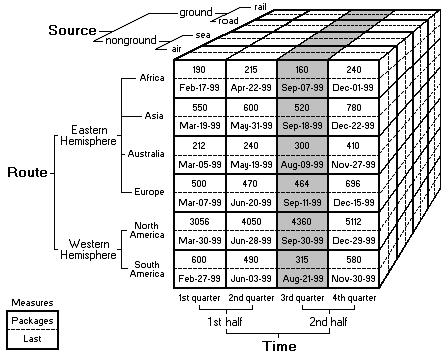 Source
ground
rail
road
nonground
sea
air
Africa
190 215 160 240
Feb-17-99 Apr-22-99 Sep-07-99 Dec-01-99
Asia
550 600 520 780
Mar-19-99 May-31-99 Sep-18-99 Dec-22-99
Eastern
Hemisphere
Australia
212 240 300 410
Mar-05-99 May-19-99 Aug-09-99 Nov-27-99
Route
Europe
500 470 464 696
Mar-07-99 Jun-20-99 Sep-11-99 Dec-15-99
North
America
3056 4050 4360 5112
Mar-30-99 Jun-28-99 Sep-30-99 Dec-29-99
Western
Hemisphere
South
America
600 490 315 580
Feb-27-99 Jun-03-99 Aug-21-99 Nov-30-99
1st quarter 2nd quarter 3rd quarter 4th quarter
1st half 2nd half
Time
Measures
Packages
Last